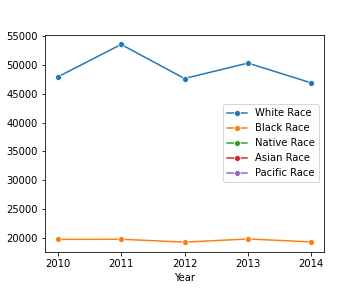 55000
50000
45000
40000
35000
30000
25000
20000
White Race
Black Race
Native Race
Asian Race
Pacific Race
2010 2011 2012 2013 2014
Year